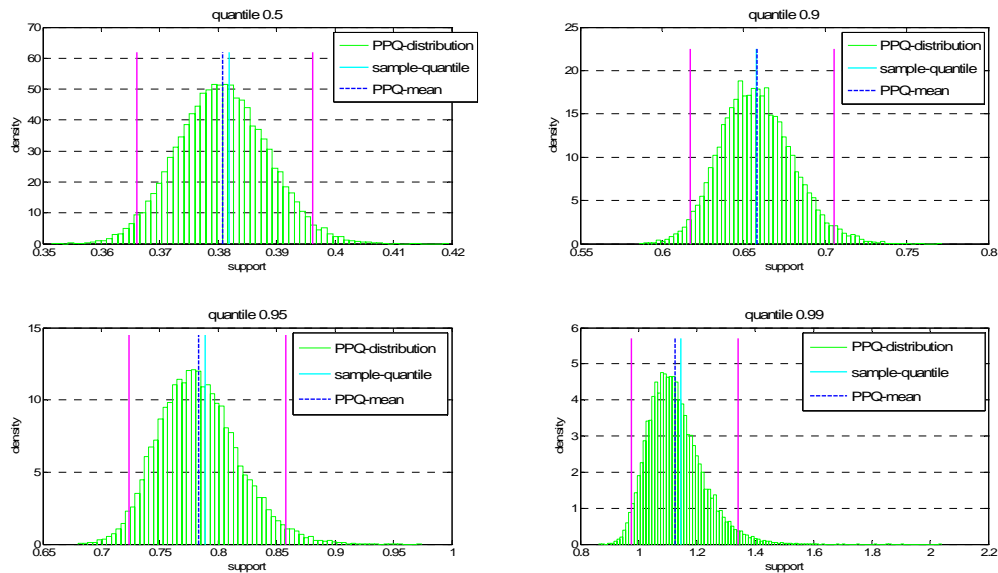 quantile 0.5
70
60
50
40
30
20
10
0
density
0.35 0.36 0.37 0.38 0.39 0.4 0.41 0.42
support
PPQ-distribution
sample-quantile
PPQ-mean
quantile 0.9
25
20
15
10
5
0
density
0.55 0.6 0.65 0.7 0.75 0.8
support
PPQ-distribution
sample-quantile
PPQ-mean
quantile 0.95
15
10
5
0
density
0.65 0.7 0.75 0.8 0.85 0.9 0.95 1
support
PPQ-distribution
sample-quantile
PPQ-mean
quantile 0.99
6
5
4
3
2
1
0
density
0.8 1 1.2 1.4 1.6 1.8 2 2.2
support
PPQ-distribution
sample-quantile
PPQ-mean